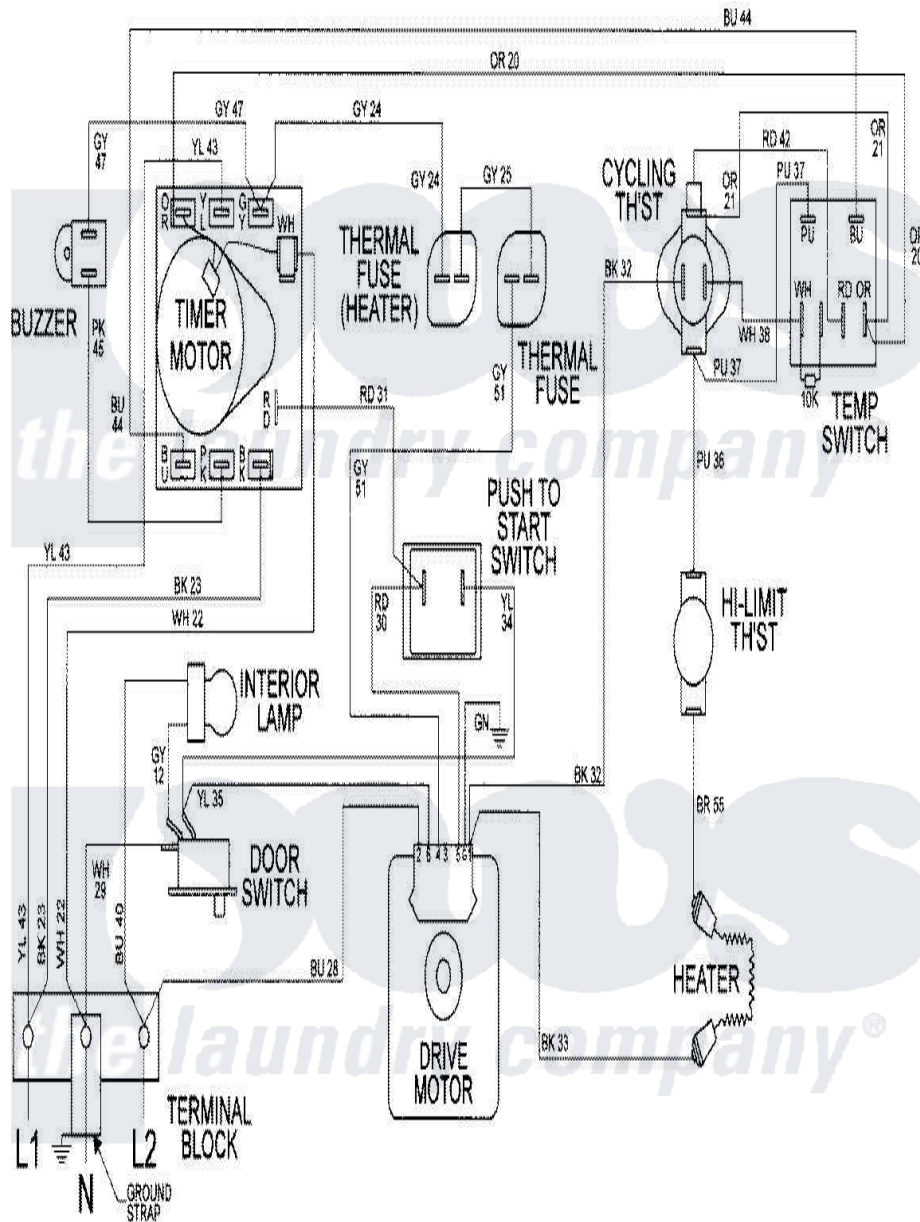 BU 44
OR 20
GY 47
GY 24
GY
47
YL 43
GY 24
GY 25
RD 42
OR
21
PU 37
OR
21
CYCLING
TH'ST
O
R
Y
L
G
Y
WH
PU
BU
OR
20
THERMAL
FUSE
(HEATER)
BK 32
TIMER
MOTOR
BUZZER
PK
45
WH
RD OR
WH 38
THERMAL
FUSE
PU 37
10K
TEMP
SWITCH
GY
51
RD 31
R
D
BU
44
B
U
P
K
B
K
GY
51
PU 36
PUSH TO
START
SWITCH
YL 43
BK 23
WH 22
RD
30
YL
34
HI-LIMIT
TH'ST
INTERIOR
LAMP
GN
GY
12
BK 32
YL 35
BR 55
DOOR
SWITCH
WH
29
2 5 4 3 5 6 1
YL 43
BK 23
WH 22
BU 40
BU 28
HEATER
BK 33
DRIVE
MOTOR
TERMINAL
BLOCK
L1
L2
N
GROUND
STRAP
the laundry company
the laundry company®